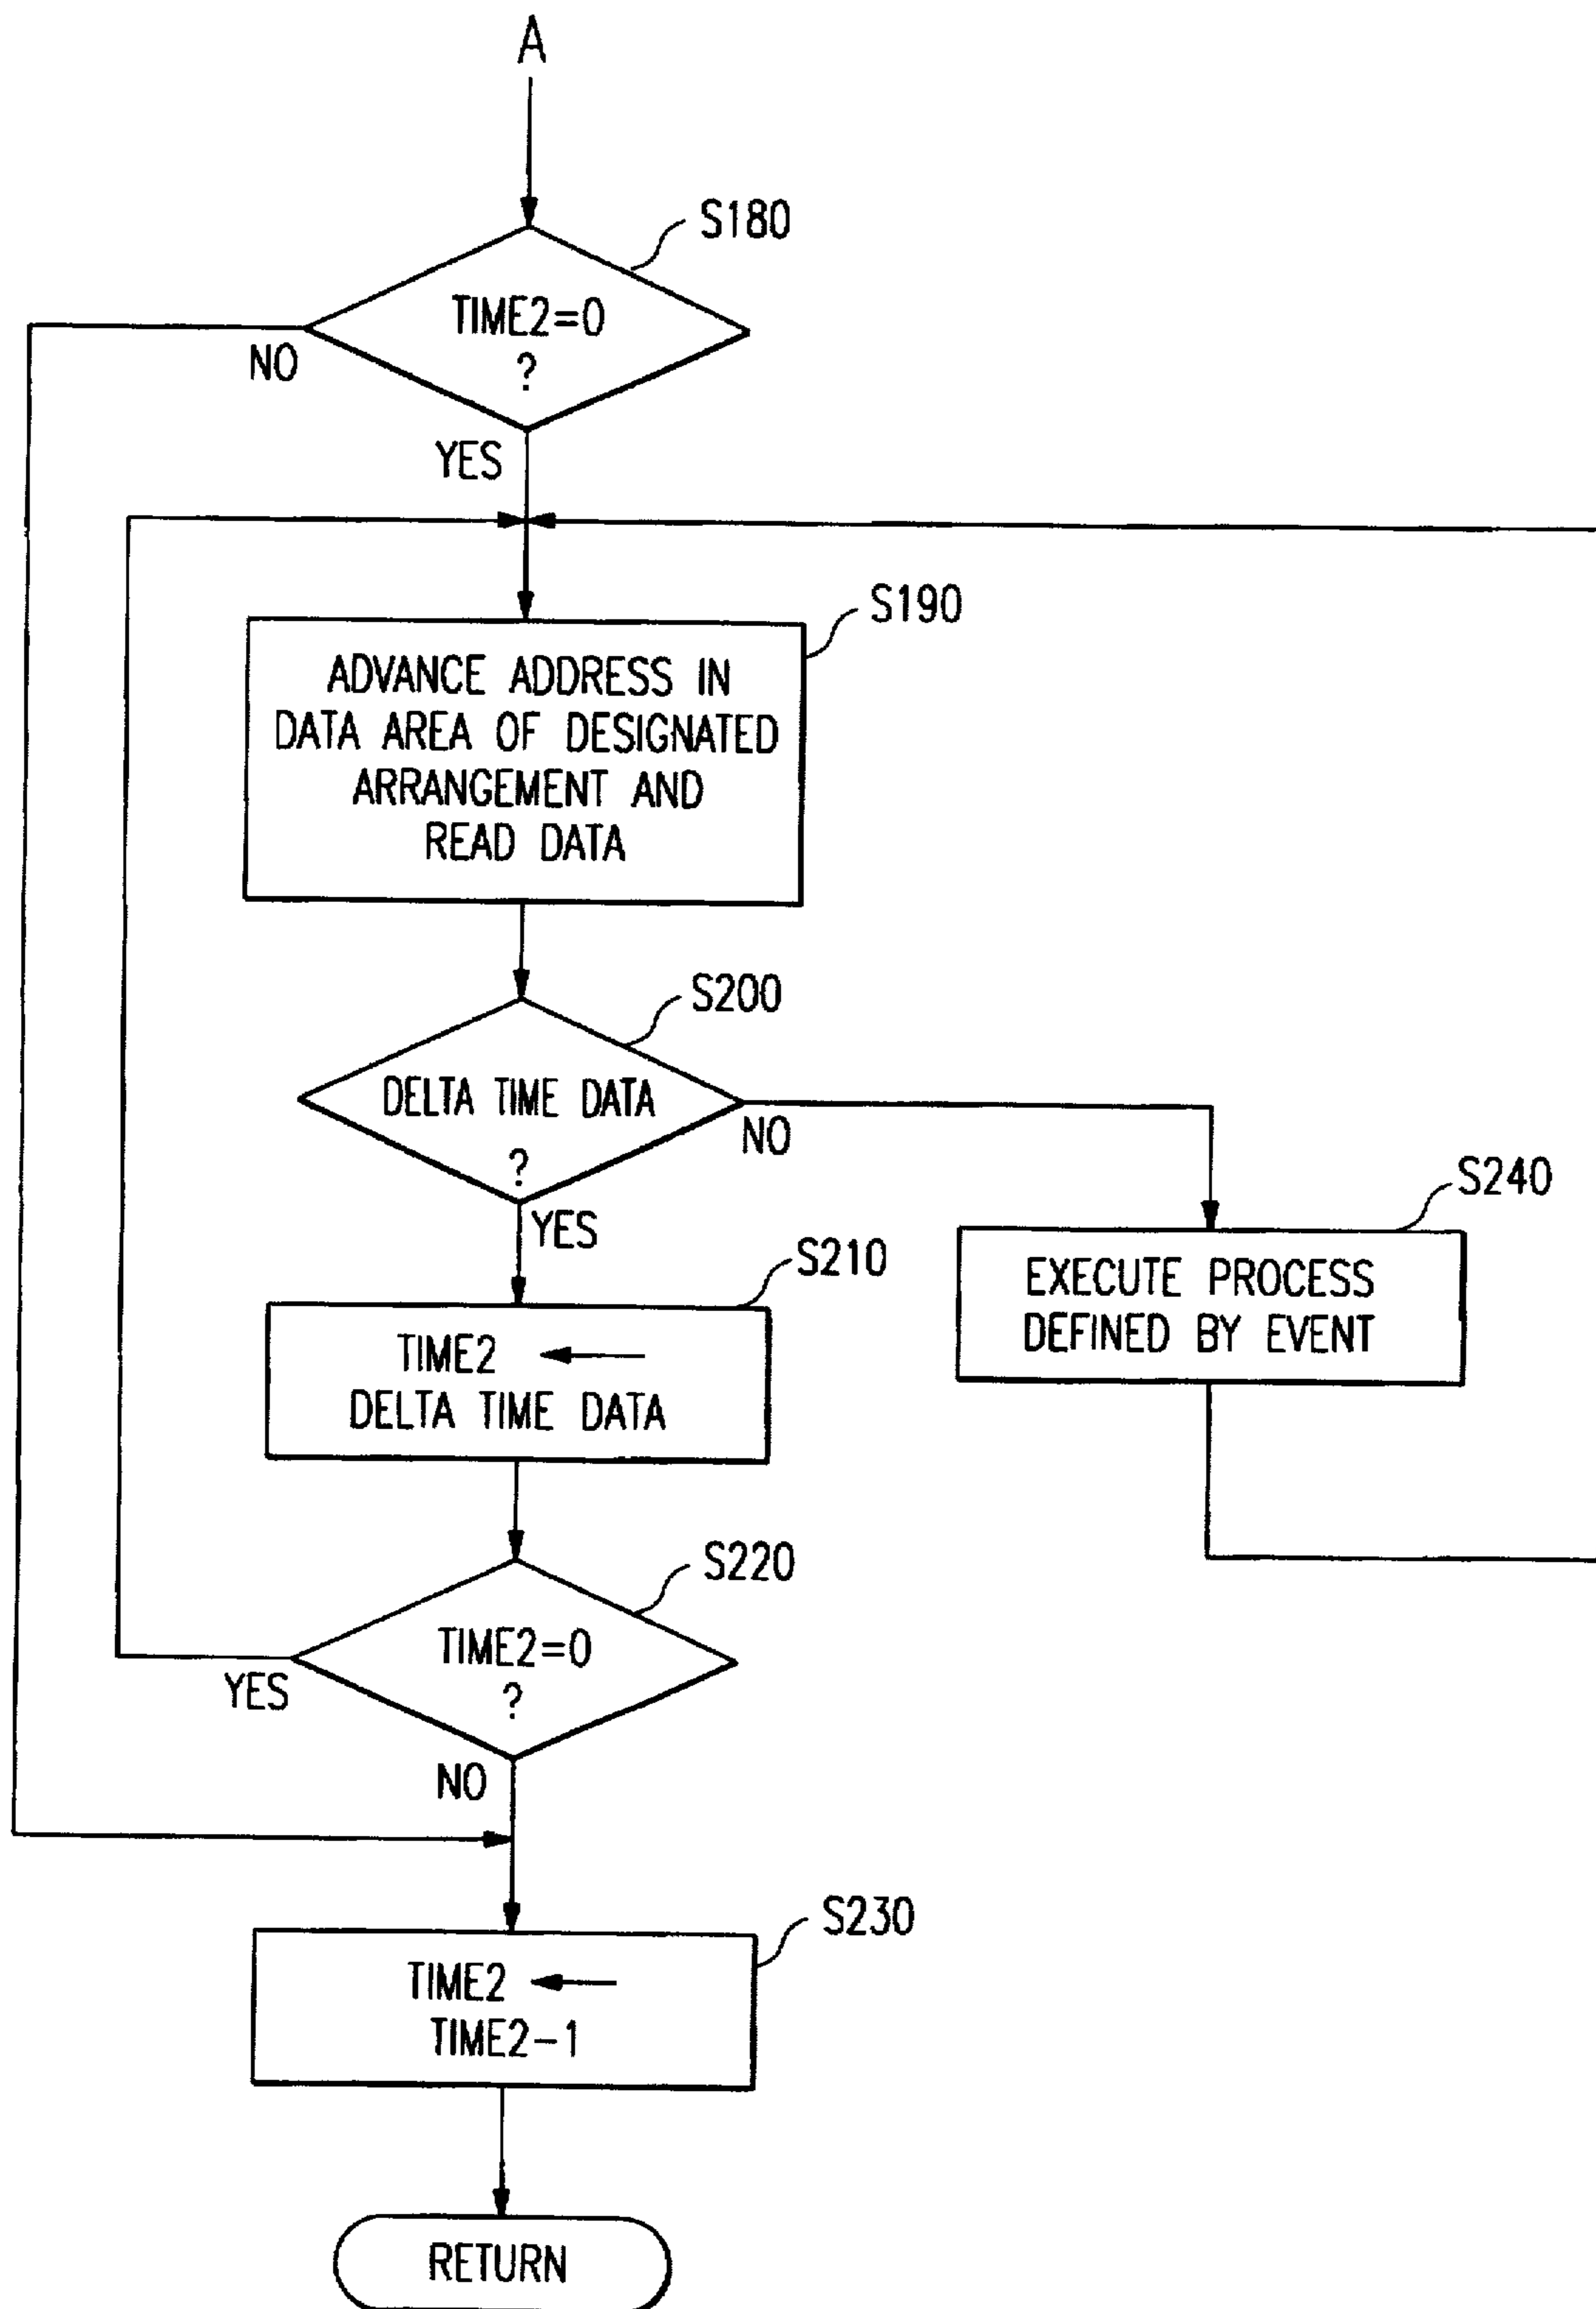 A
S180
TIME2=0
?
NO
YES
S190
ADVANCE ADDRESS IN
DATA AREA OF DESIGNATED
ARRANGEMENT AND
READ DATA
S200
DELTA TIME DATA
?
NO
YES
S240
EXECUTE PROCESS
DEFINED BY EVENT
S210
TIME2 ←
DELTA TIME DATA
S220
TIME2=0
?
YES
NO
S230
TIME2 ←
TIME2-1
RETURN